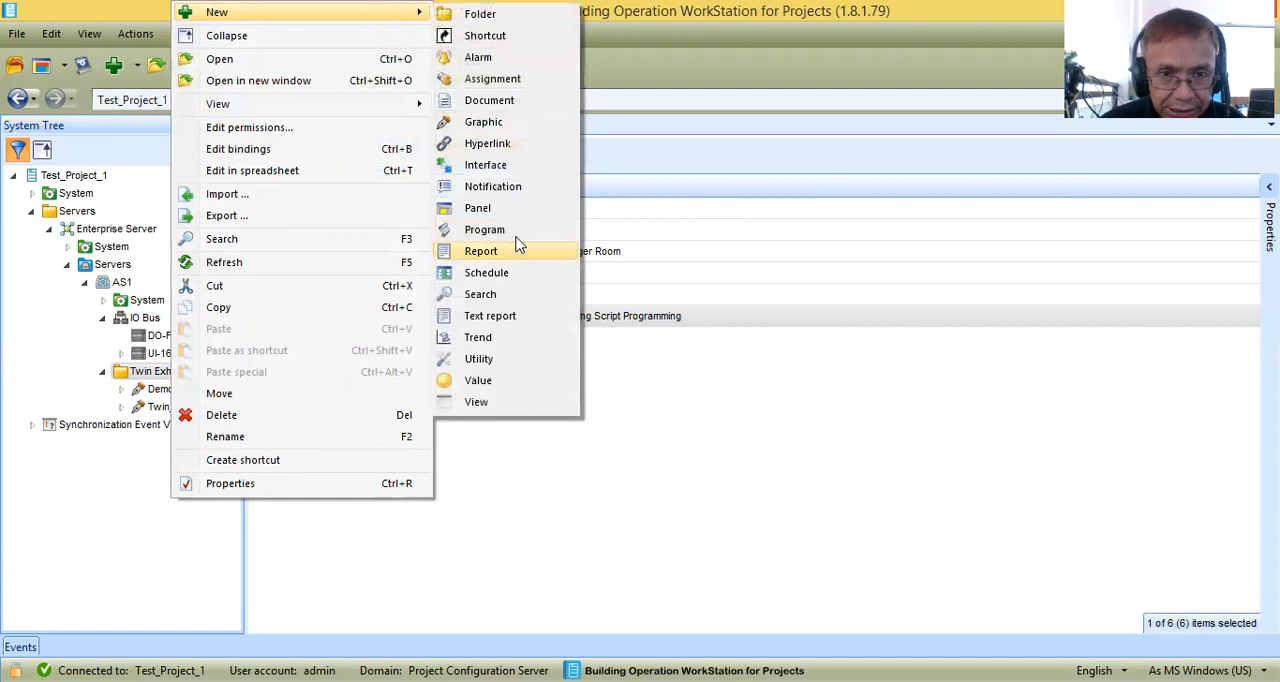 Building Operation WorkStation for Projects (1.8.1.79)
File Edit View Actions
Test_Project_1
System Tree
Test_Project_1
System
Servers
Enterprise Server
System
Servers
AS1
System
IO Bus
DO-F
UI-16
Twin Exh
Demo
Twin_
Synchronization Event V
New
Collapse
Open Ctrl+O
Open in new window Ctrl+Shift+O
View
Edit permissions...
Edit bindings Ctrl+B
Edit in spreadsheet Ctrl+T
Import ...
Export ...
Search F3
Refresh F5
Cut Ctrl+X
Copy Ctrl+C
Paste Ctrl+V
Paste as shortcut Ctrl+Shift+V
Paste special Ctrl+Alt+V
Move
Delete Del
Rename F2
Create shortcut
Properties Ctrl+R
Folder
Shortcut
Alarm
Assignment
Document
Graphic
Hyperlink
Interface
Notification
Panel
Program
Report
Schedule
Search
Text report
Trend
Utility
Value
View
ger Room
ng Script Programming
Properties
1 of 6 (6) items selected
Events
Connected to: Test_Project_1 User account: admin Domain: Project Configuration Server Building Operation WorkStation for Projects English As MS Windows (US)